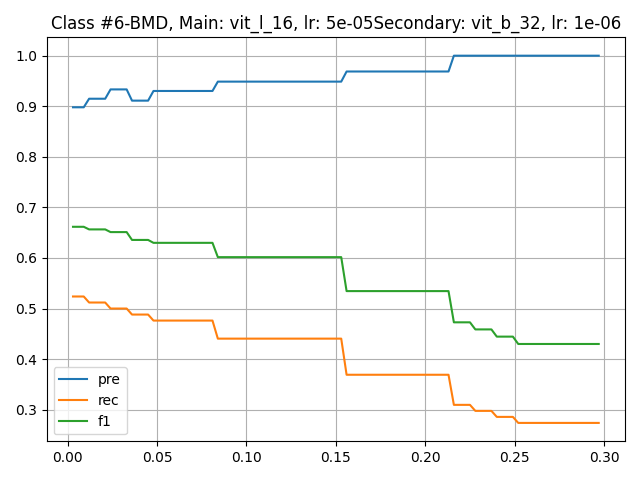 Class #6-BMD, Main: vit_l_16, lr: 5e-05Secondary: vit_b_32, lr: 1e-06
1.0
0.9
0.8
0.7
0.6
0.5
0.4
0.3
pre
rec
f1
0.00 0.05 0.10 0.15 0.20 0.25 0.30